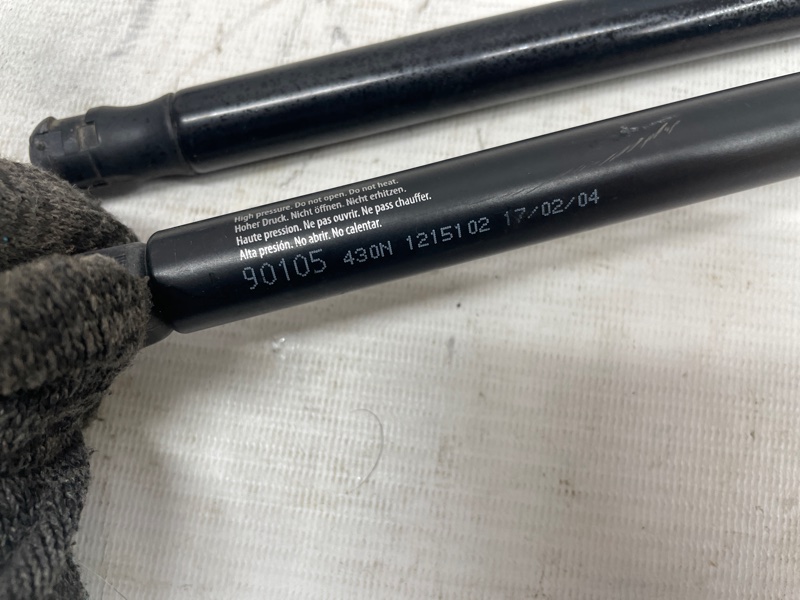 High pressure. Do not open. Do not heat.
Hoher Druck. Nicht öffnen. Nicht erhitzen.
Haute pression. Ne pas ouvrir. Ne pass chauffer.
Alta presión. No abrir. No calentar.
90105 430N 1215102 17/02/04